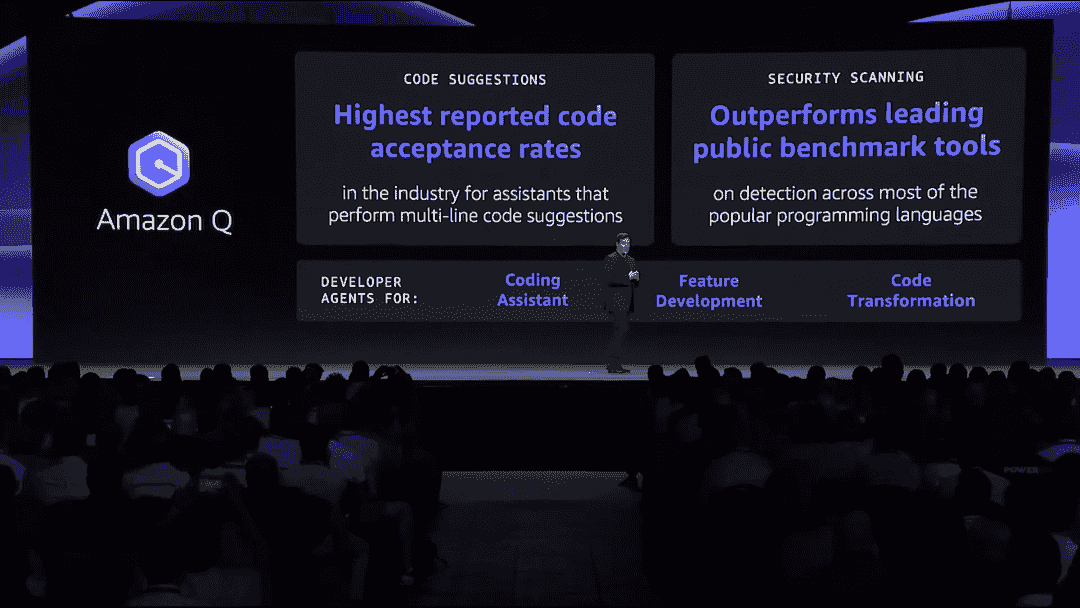 Amazon Q
CODE SUGGESTIONS
Highest reported code
acceptance rates
in the industry for assistants that
perform multi-line code suggestions
SECURITY SCANNING
Outperforms leading
public benchmark tools
on detection across most of the
popular programming languages
DEVELOPER
AGENTS FOR:
Coding
Assistant
Feature
Development
Code
Transformation
POWER